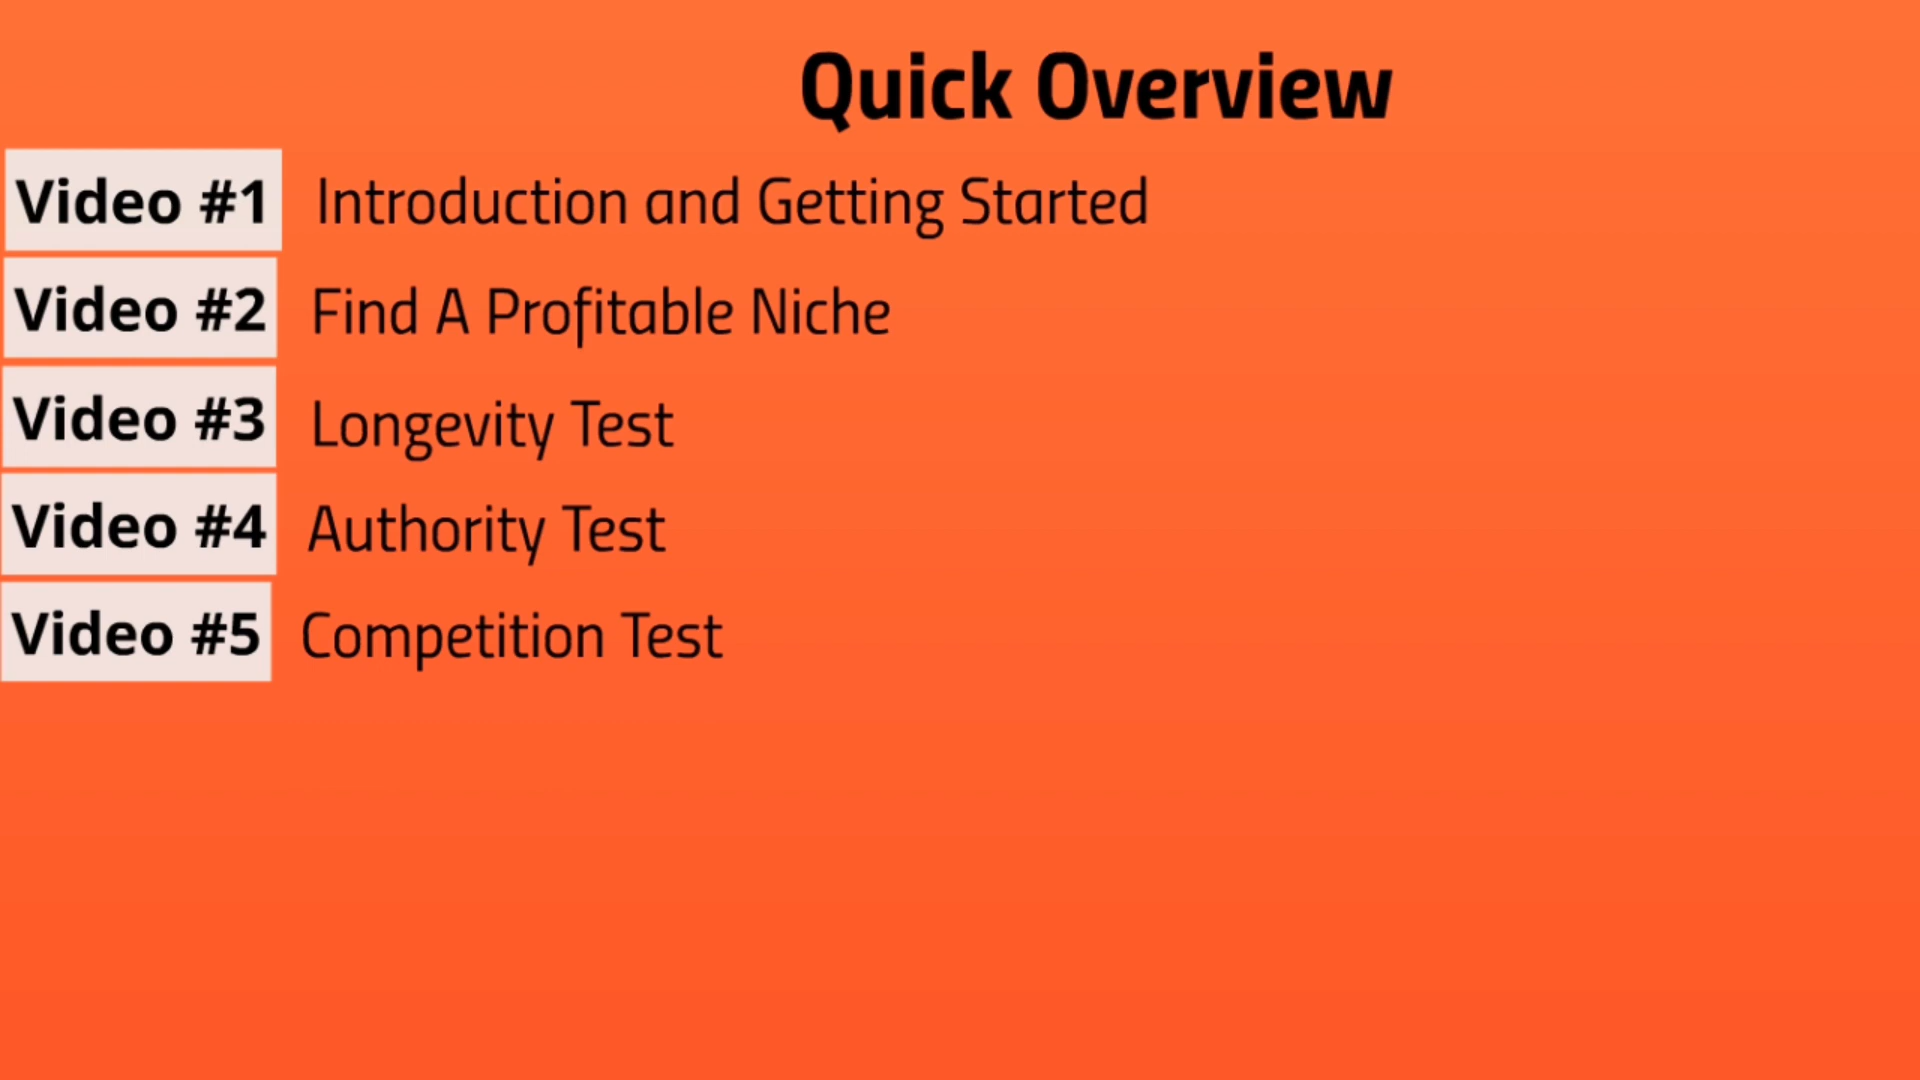 Quick Overview
Video #1 Introduction and Getting Started
Video #2 Find A Profitable Niche
Video #3 Longevity Test
Video #4 Authority Test
Video #5 Competition Test